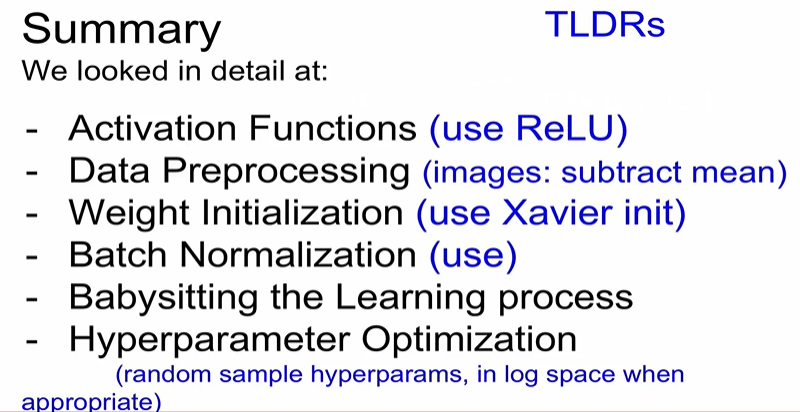 Summary TLDRs
We looked in detail at:
- Activation Functions (use ReLU)
- Data Preprocessing (images: subtract mean)
- Weight Initialization (use Xavier init)
- Batch Normalization (use)
- Babysitting the Learning process
- Hyperparameter Optimization
(random sample hyperparams, in log space when
appropriate)